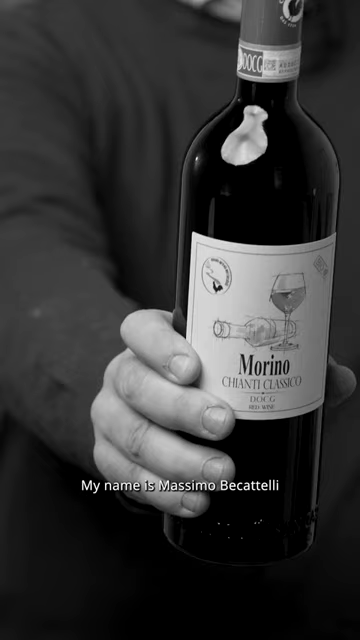 DOCG
Morino
CHIANTI CLASSICO
DOCG
RED WINE
My name is Massimo Becattelli